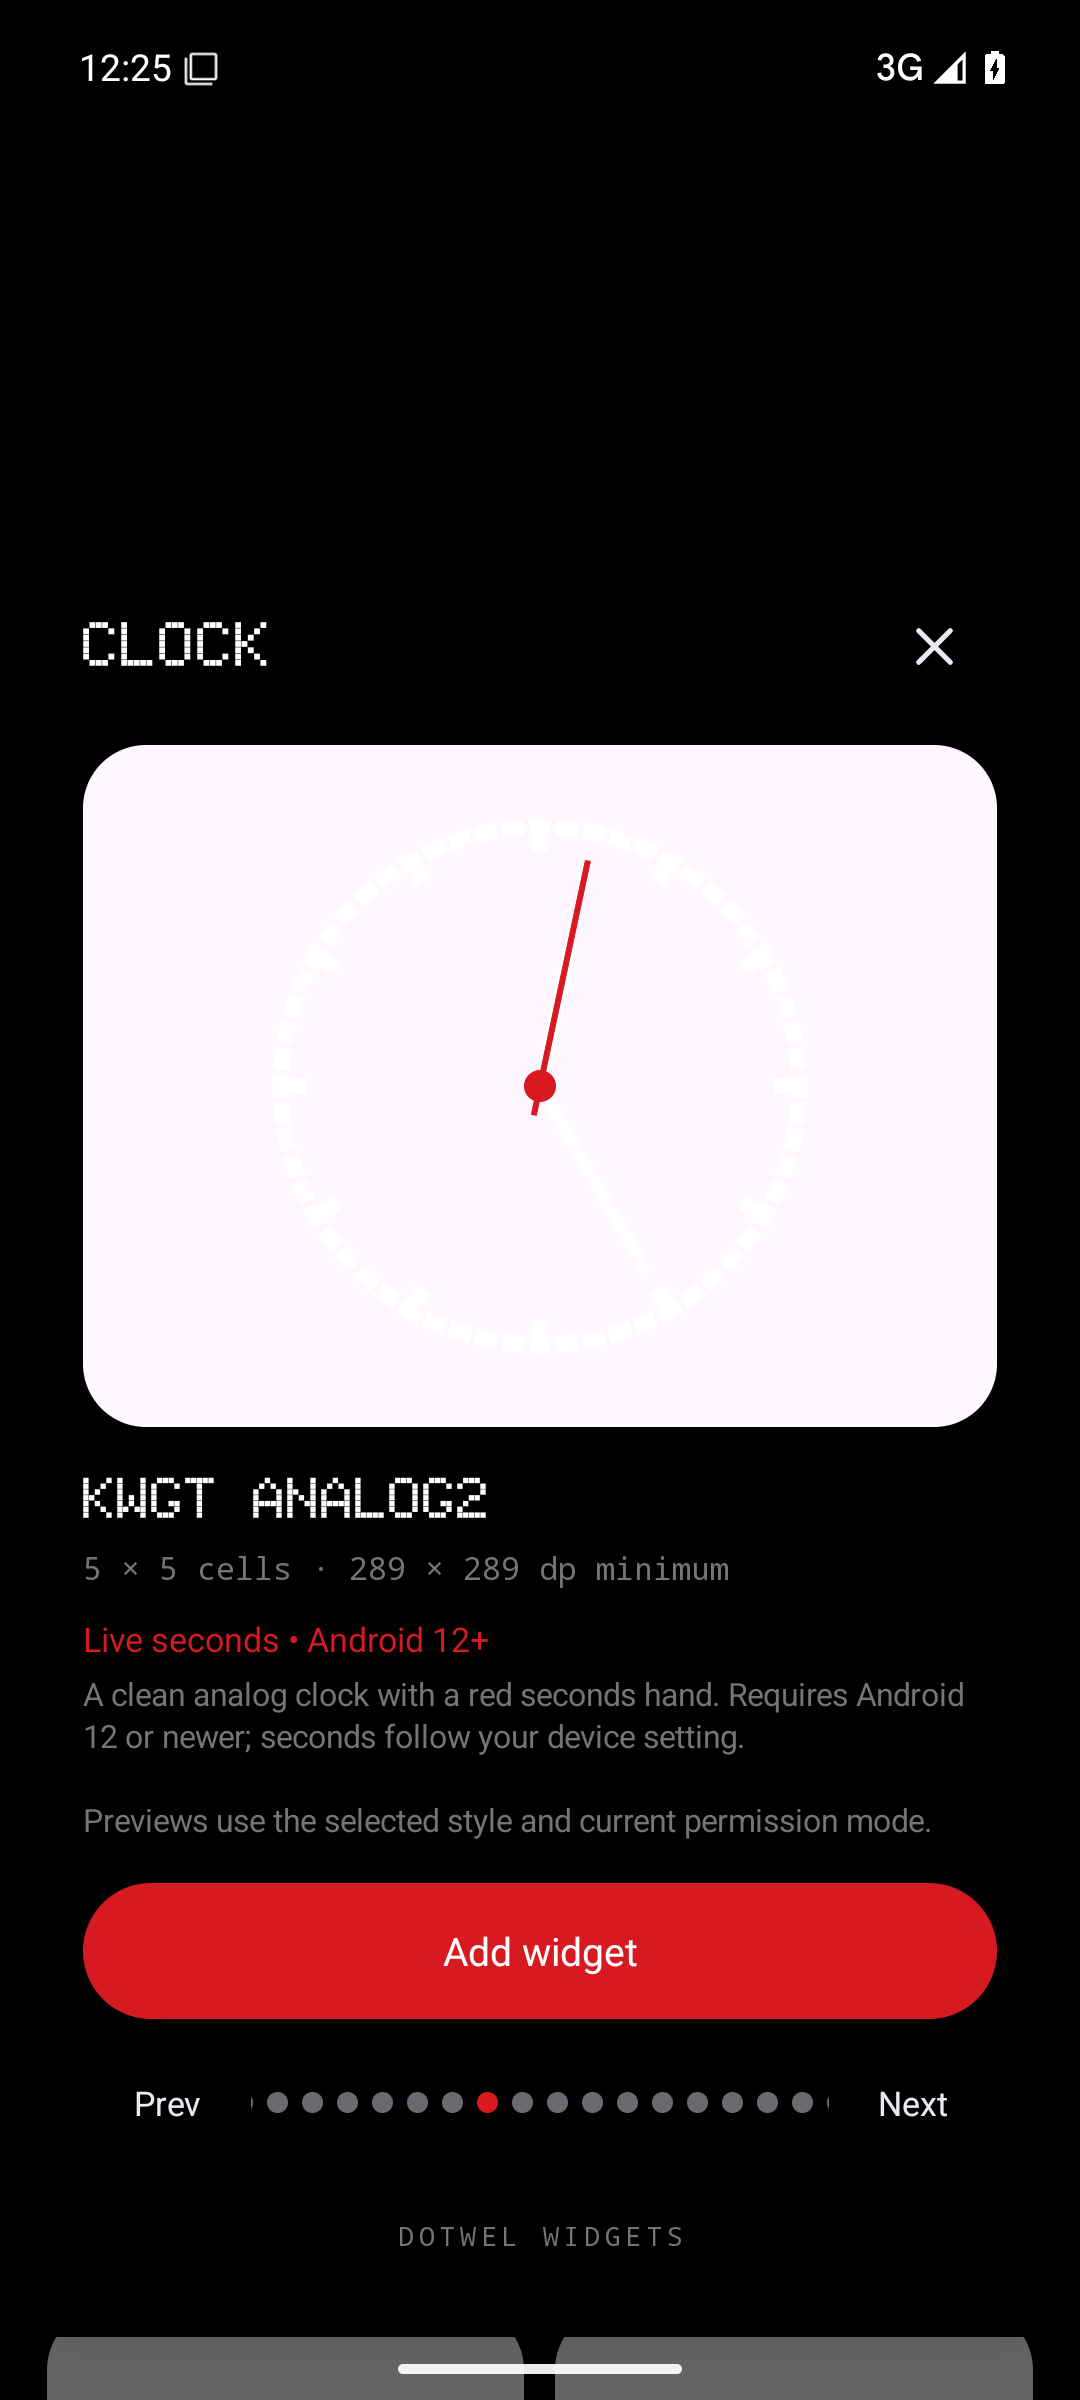 12:25
3G
CLOCK
KWGT ANALOG2
5 × 5 cells · 289 × 289 dp minimum
Live seconds • Android 12+
A clean analog clock with a red seconds hand. Requires Android
12 or newer; seconds follow your device setting.
Previews use the selected style and current permission mode.
Add widget
Prev
Next
DOTWEL WIDGETS